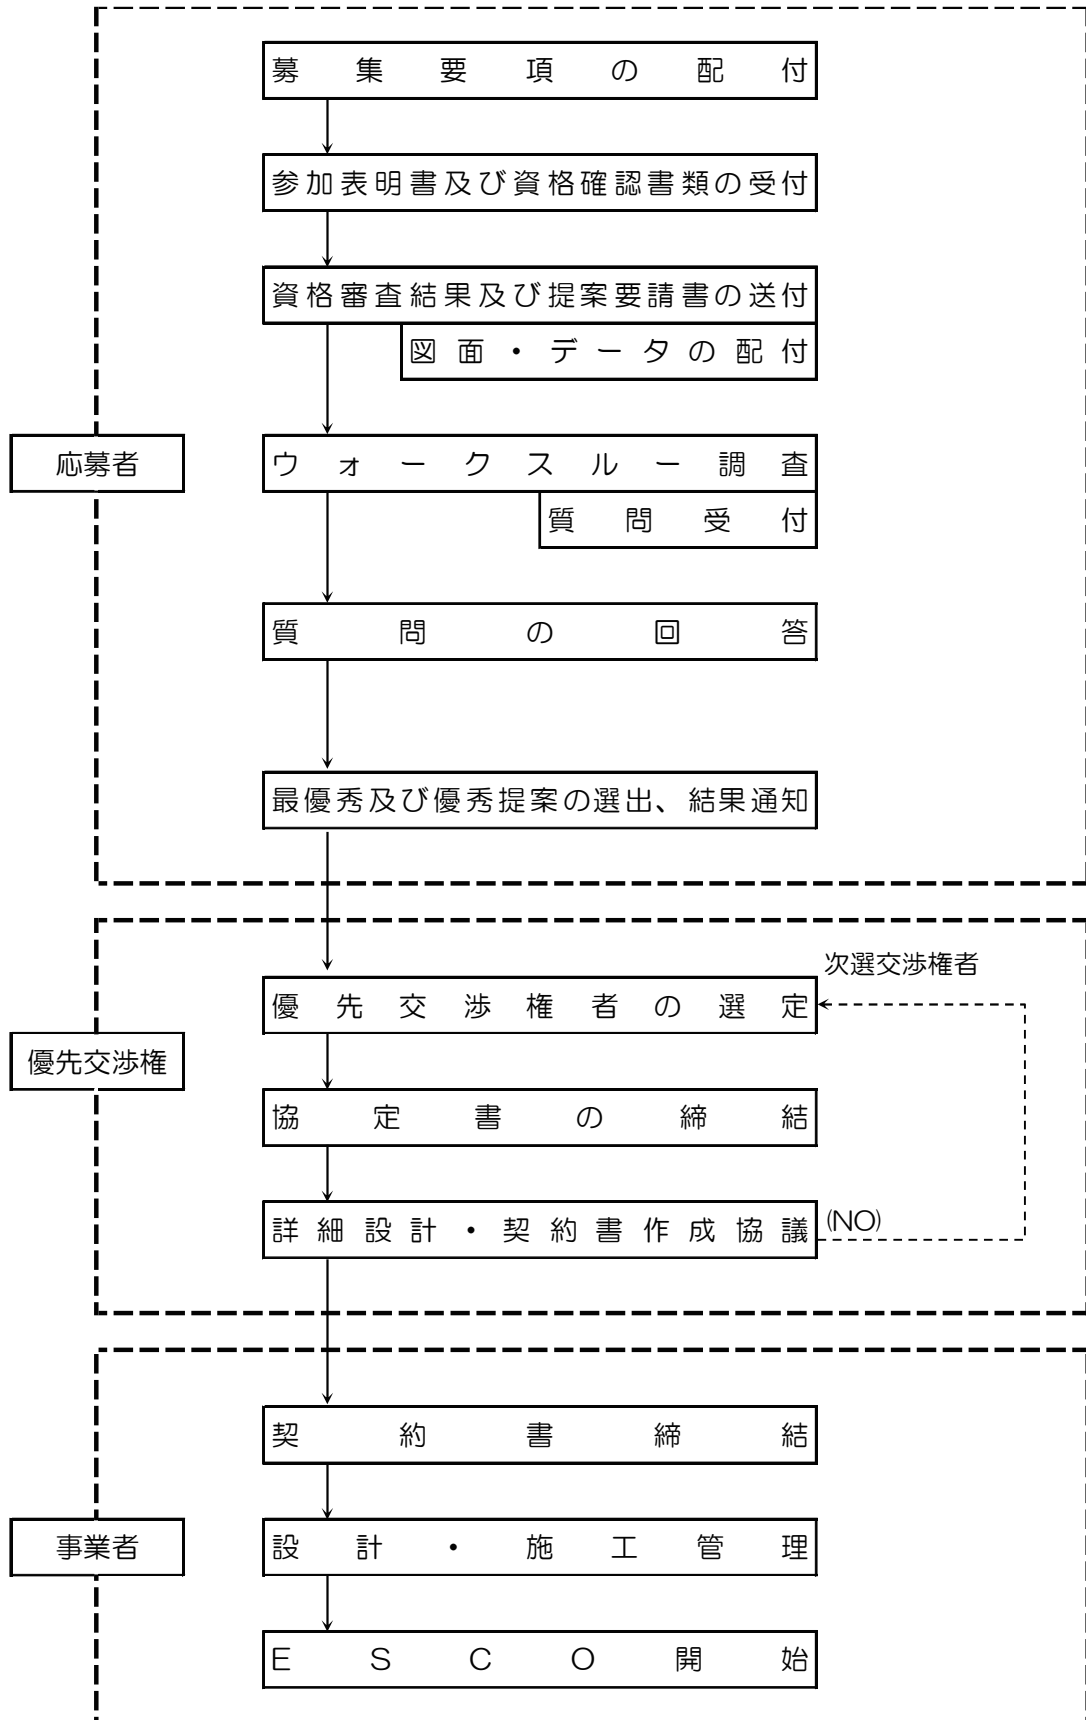 募集要項の配付
参加表明書及び資格確認書類の受付
資格審査結果及び提案要請書の送付
図面・データの配付
応募者
ウォークスルー調査
質問受付
質問の回答
最優秀及び優秀提案の選出、結果通知
次選交渉権者
優先交渉権者の選定
優先交渉権
協定書の締結
詳細設計・契約書作成協議
(NO)
契約書締結
事業者
設計・施工管理
ESCO開始